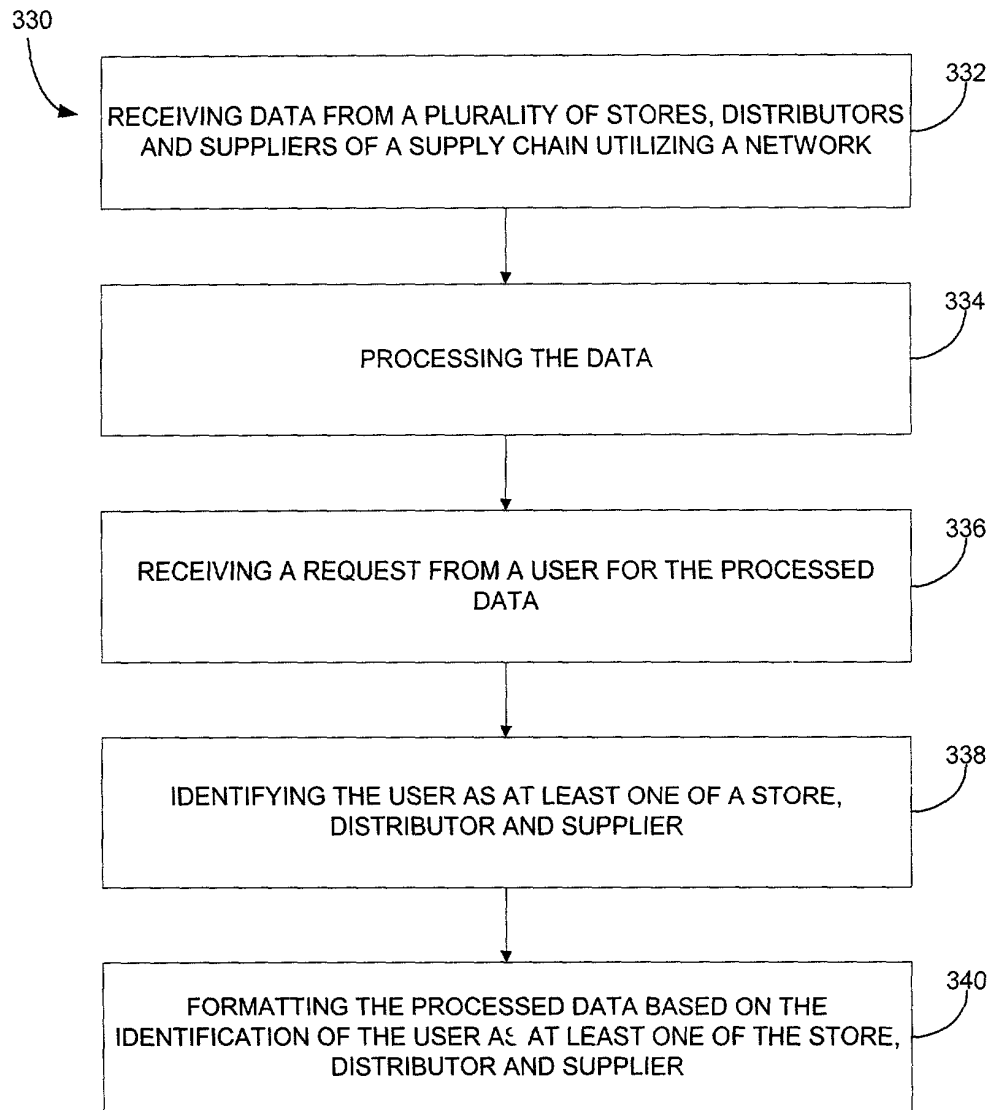 330
332
RECEIVING DATA FROM A PLURALITY OF STORES, DISTRIBUTORS
AND SUPPLIERS OF A SUPPLY CHAIN UTILIZING A NETWORK
334
PROCESSING THE DATA
336
RECEIVING A REQUEST FROM A USER FOR THE PROCESSED
DATA
338
IDENTIFYING THE USER AS AT LEAST ONE OF A STORE,
DISTRIBUTOR AND SUPPLIER
340
FORMATTING THE PROCESSED DATA BASED ON THE
IDENTIFICATION OF THE USER AS AT LEAST ONE OF THE STORE,
DISTRIBUTOR AND SUPPLIER